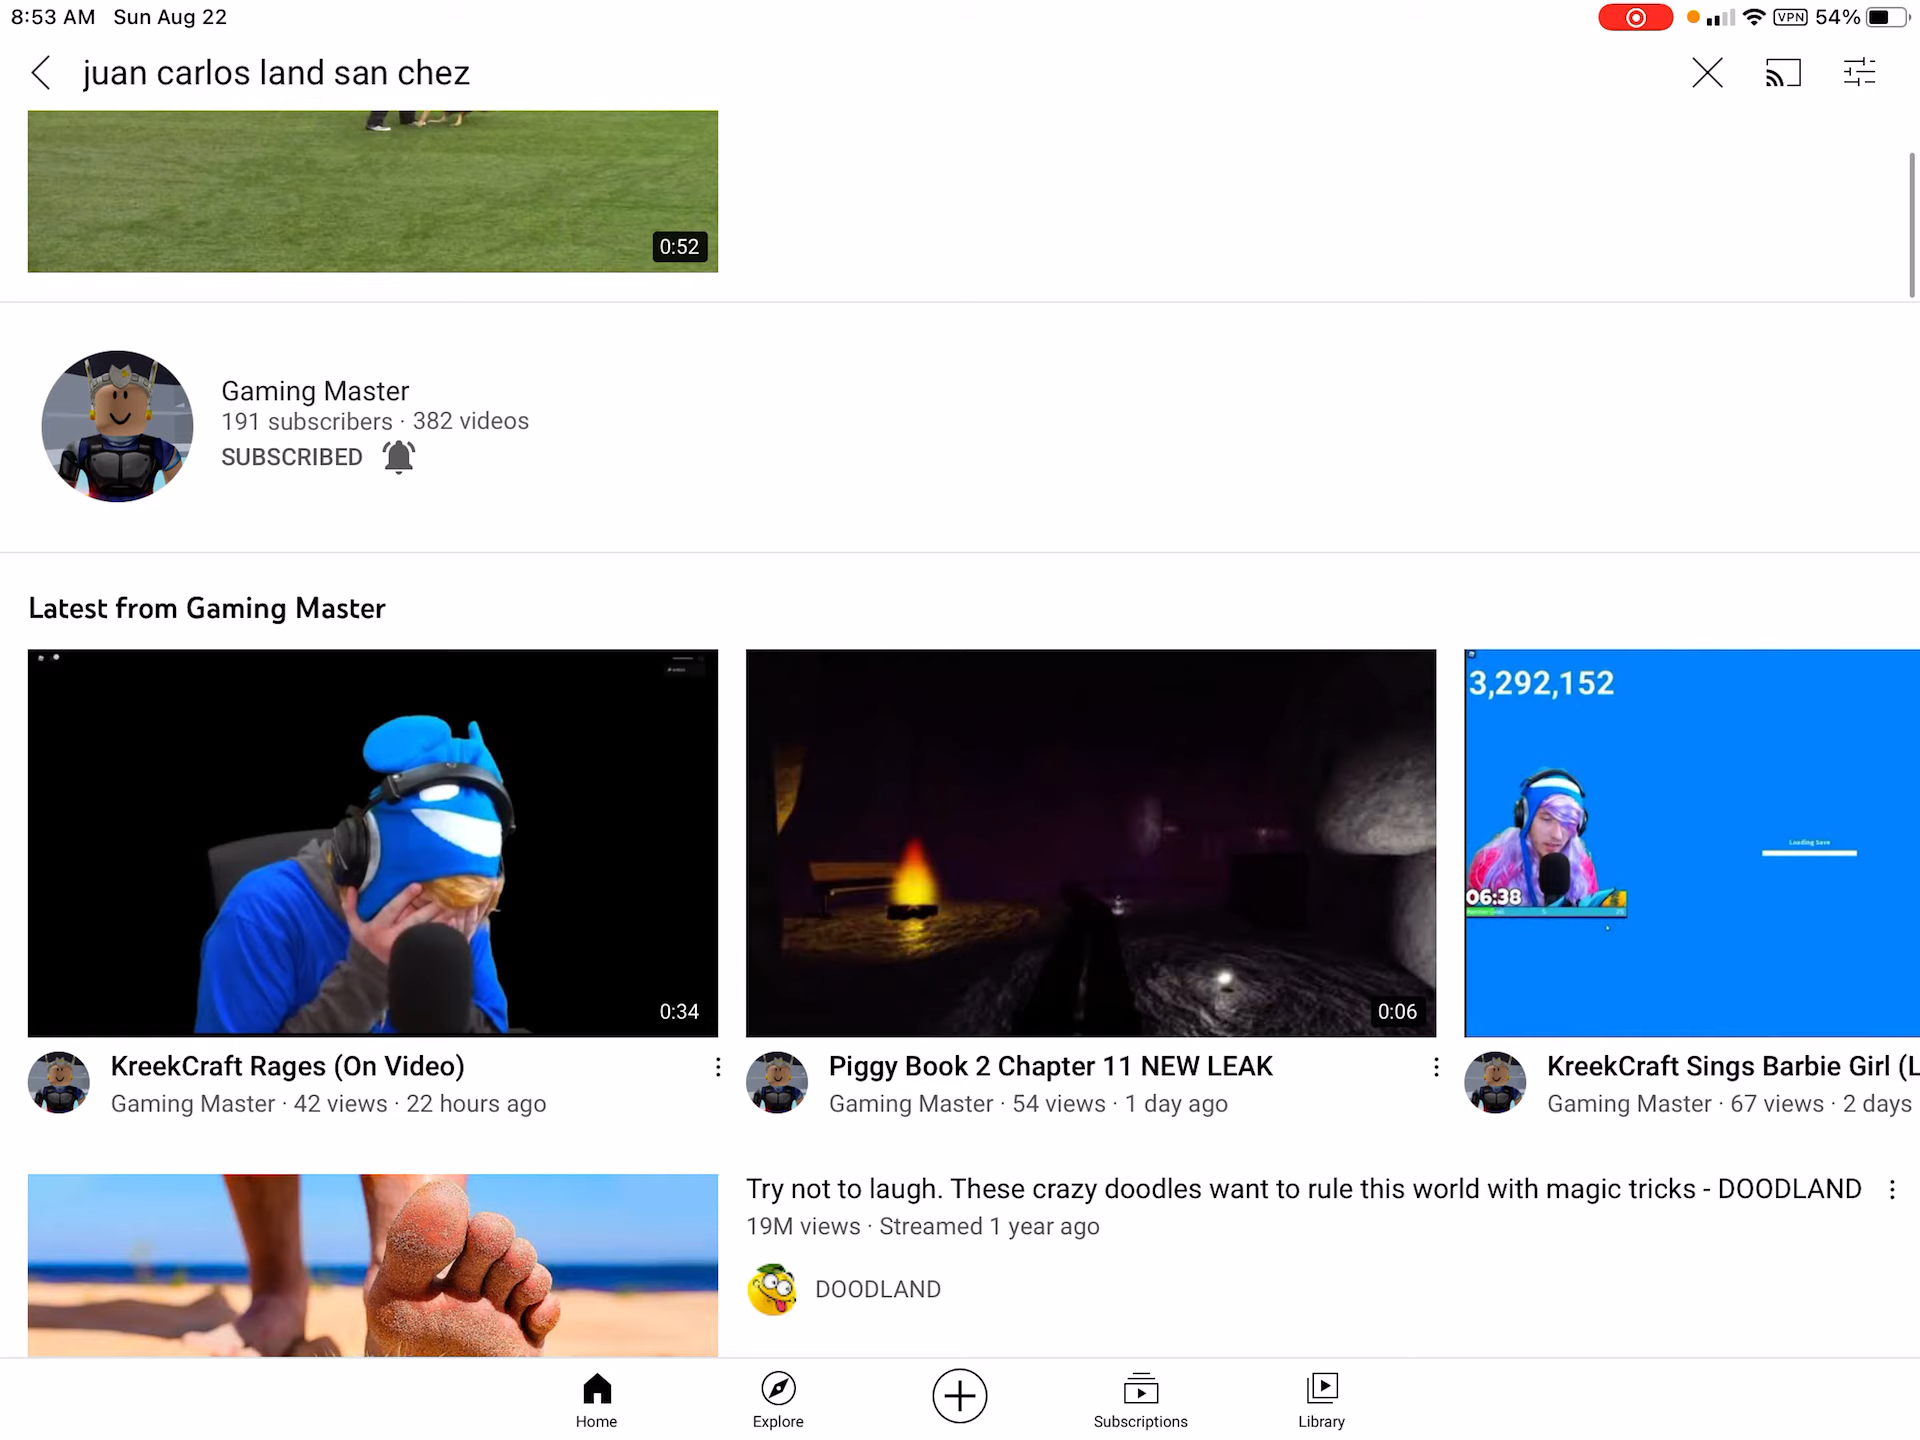 8:53 AM Sun Aug 22
VPN 54%
juan carlos land san chez
0:52
Gaming Master
191 subscribers · 382 videos
SUBSCRIBED
Latest from Gaming Master
3,292,152
Loading Save
06:38
0:34
0:06
KreekCraft Rages (On Video)
Gaming Master · 42 views · 22 hours ago
Piggy Book 2 Chapter 11 NEW LEAK
Gaming Master · 54 views · 1 day ago
KreekCraft Sings Barbie Girl (L
Gaming Master · 67 views · 2 days
Try not to laugh. These crazy doodles want to rule this world with magic tricks - DOODLAND
19M views · Streamed 1 year ago
DOODLAND
Home
Explore
Subscriptions
Library